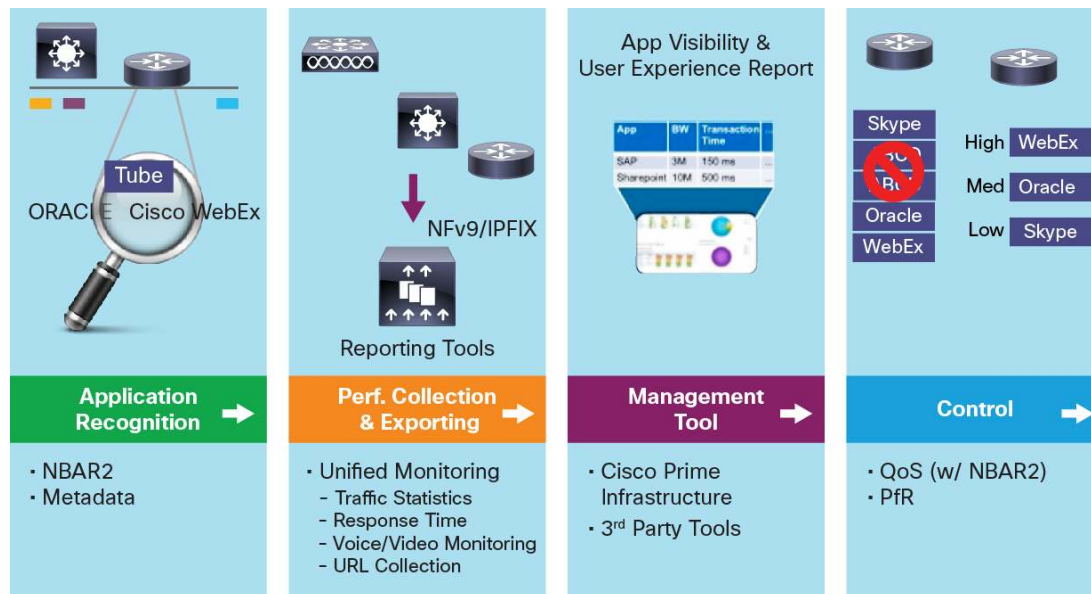 Tube
ORACLE Cisco WebEx
Application
Recognition
· NBAR2
· Metadata
NFv9/IPFIX
Reporting Tools
Perf. Collection
& Exporting
· Unified Monitoring
- Traffic Statistics
- Response Time
- Voice/Video Monitoring
- URL Collection
App Visibility &
User Experience Report
App BW Transaction Time ...
SAP 3M 150 ms ...
Sharepoint 10M 500 ms ...
Management
Tool
· Cisco Prime
Infrastructure
· 3rd Party Tools
Skype
Oracle
WebEx
High WebEx
Med Oracle
Low Skype
Control
· QoS (w/ NBAR2)
· PfR